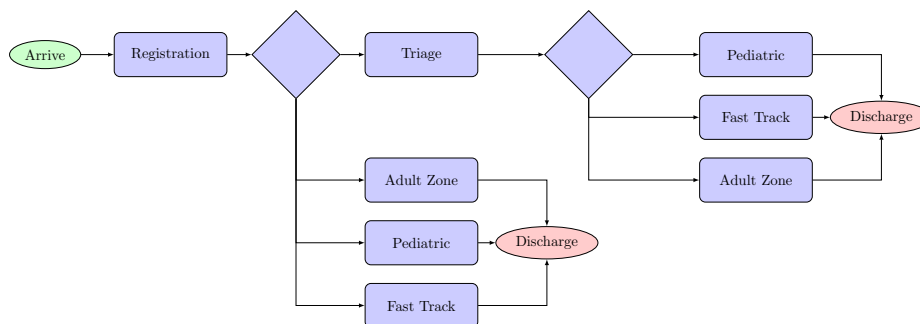 Arrive
Registration
Triage
Pediatric
Fast Track
Discharge
Adult Zone
Adult Zone
Pediatric
Discharge
Fast Track